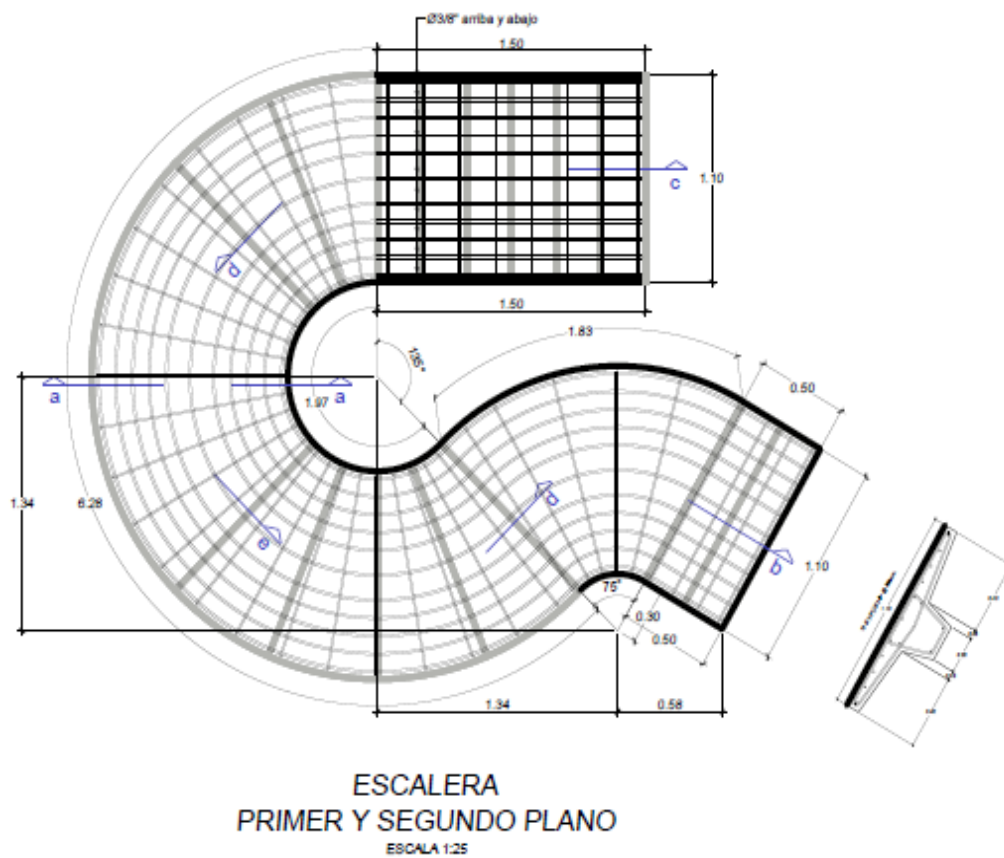 Ø3/8" arriba y abajo
1.50
1.10
c
d
1.50
1.83
135°
0.50
a
a
1.97
1.34
6.28
e
d
b
1.10
75°
0.30
0.50
1.34
0.58
ESCALERA
PRIMER Y SEGUNDO PLANO
ESCALA 1:25